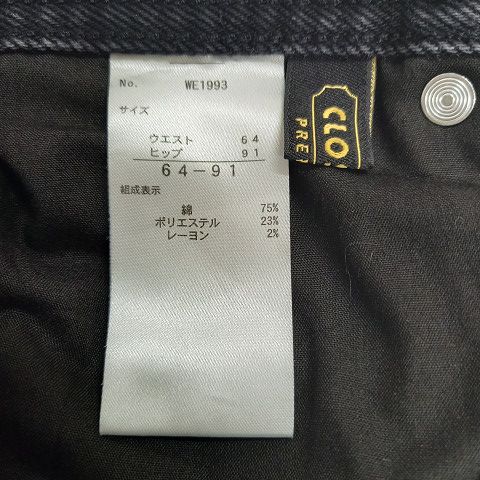 No. WE1993
サイズ
ウエスト 64
ヒップ 91
64-91
組成表示
綿 75%
ポリエステル 23%
レーヨン 2%
CLO
PRE